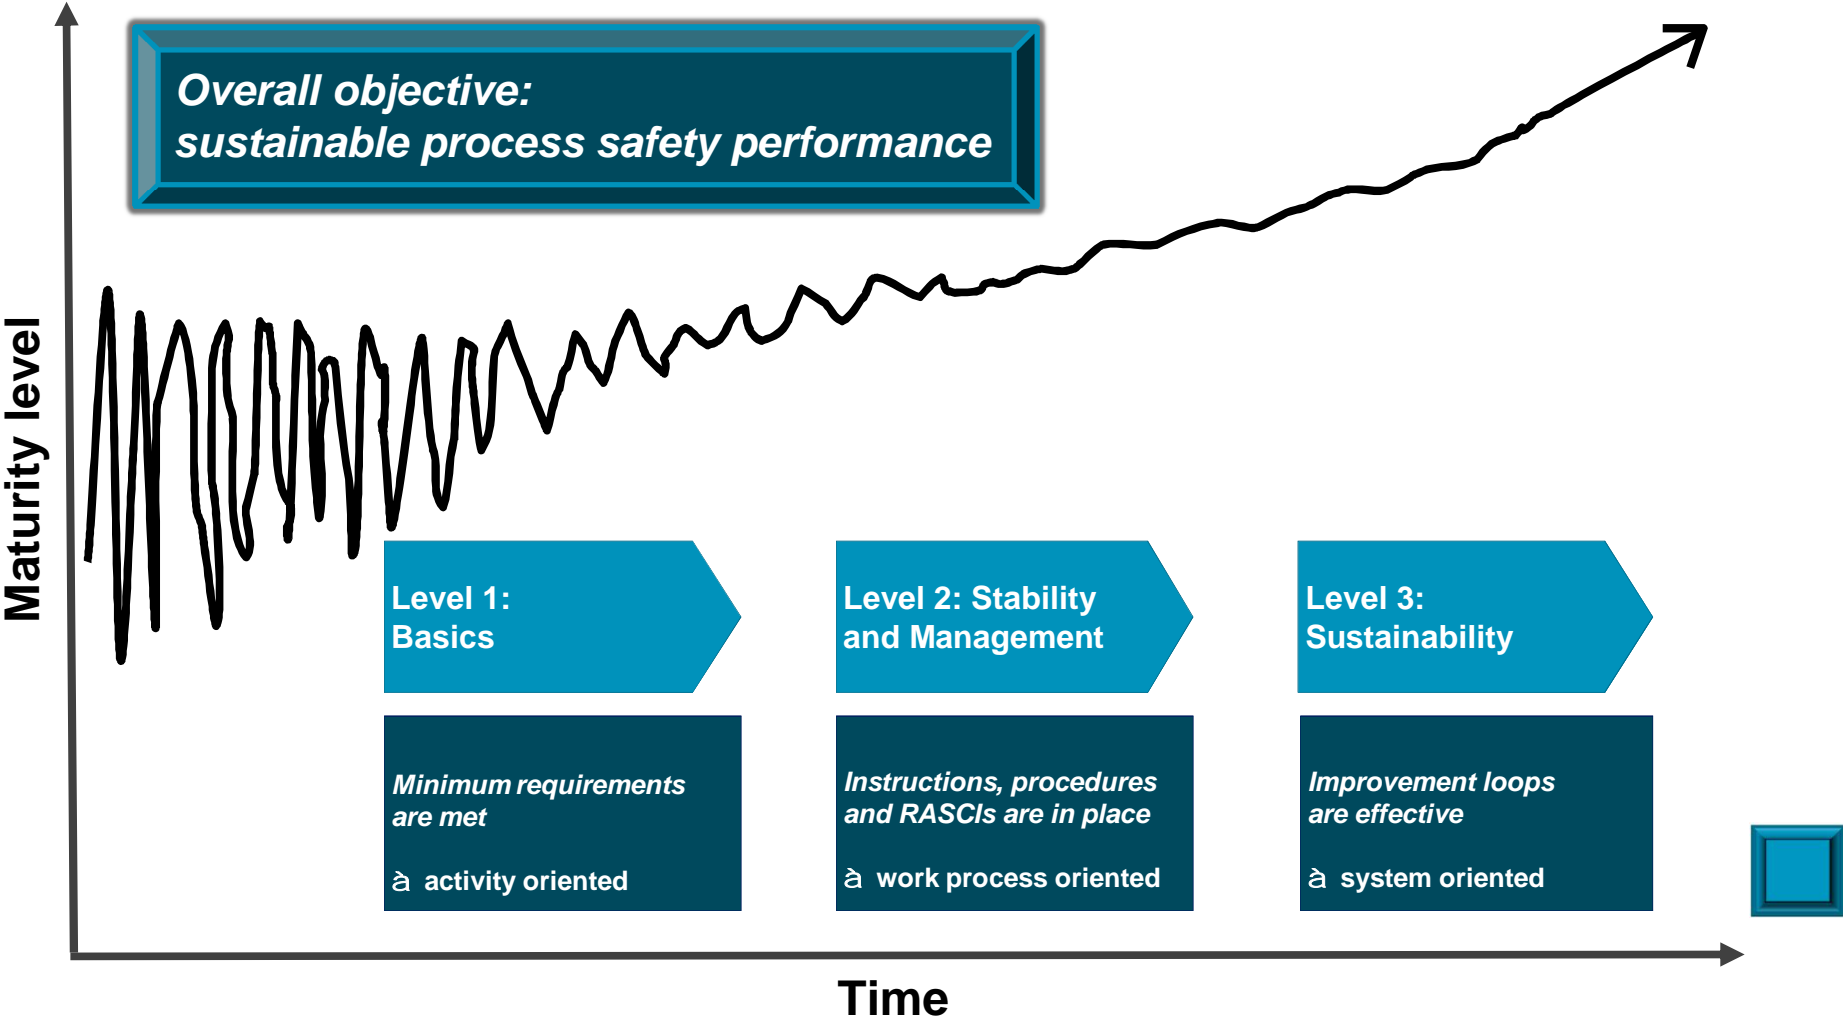 Overall objective:
sustainable process safety performance
Maturity level
Level 1:
Basics
Level 2: Stability
and Management
Level 3:
Sustainability
Minimum requirements
are met
à activity oriented
Instructions, procedures
and RASCIs are in place
à work process oriented
Improvement loops
are effective
à system oriented
Time